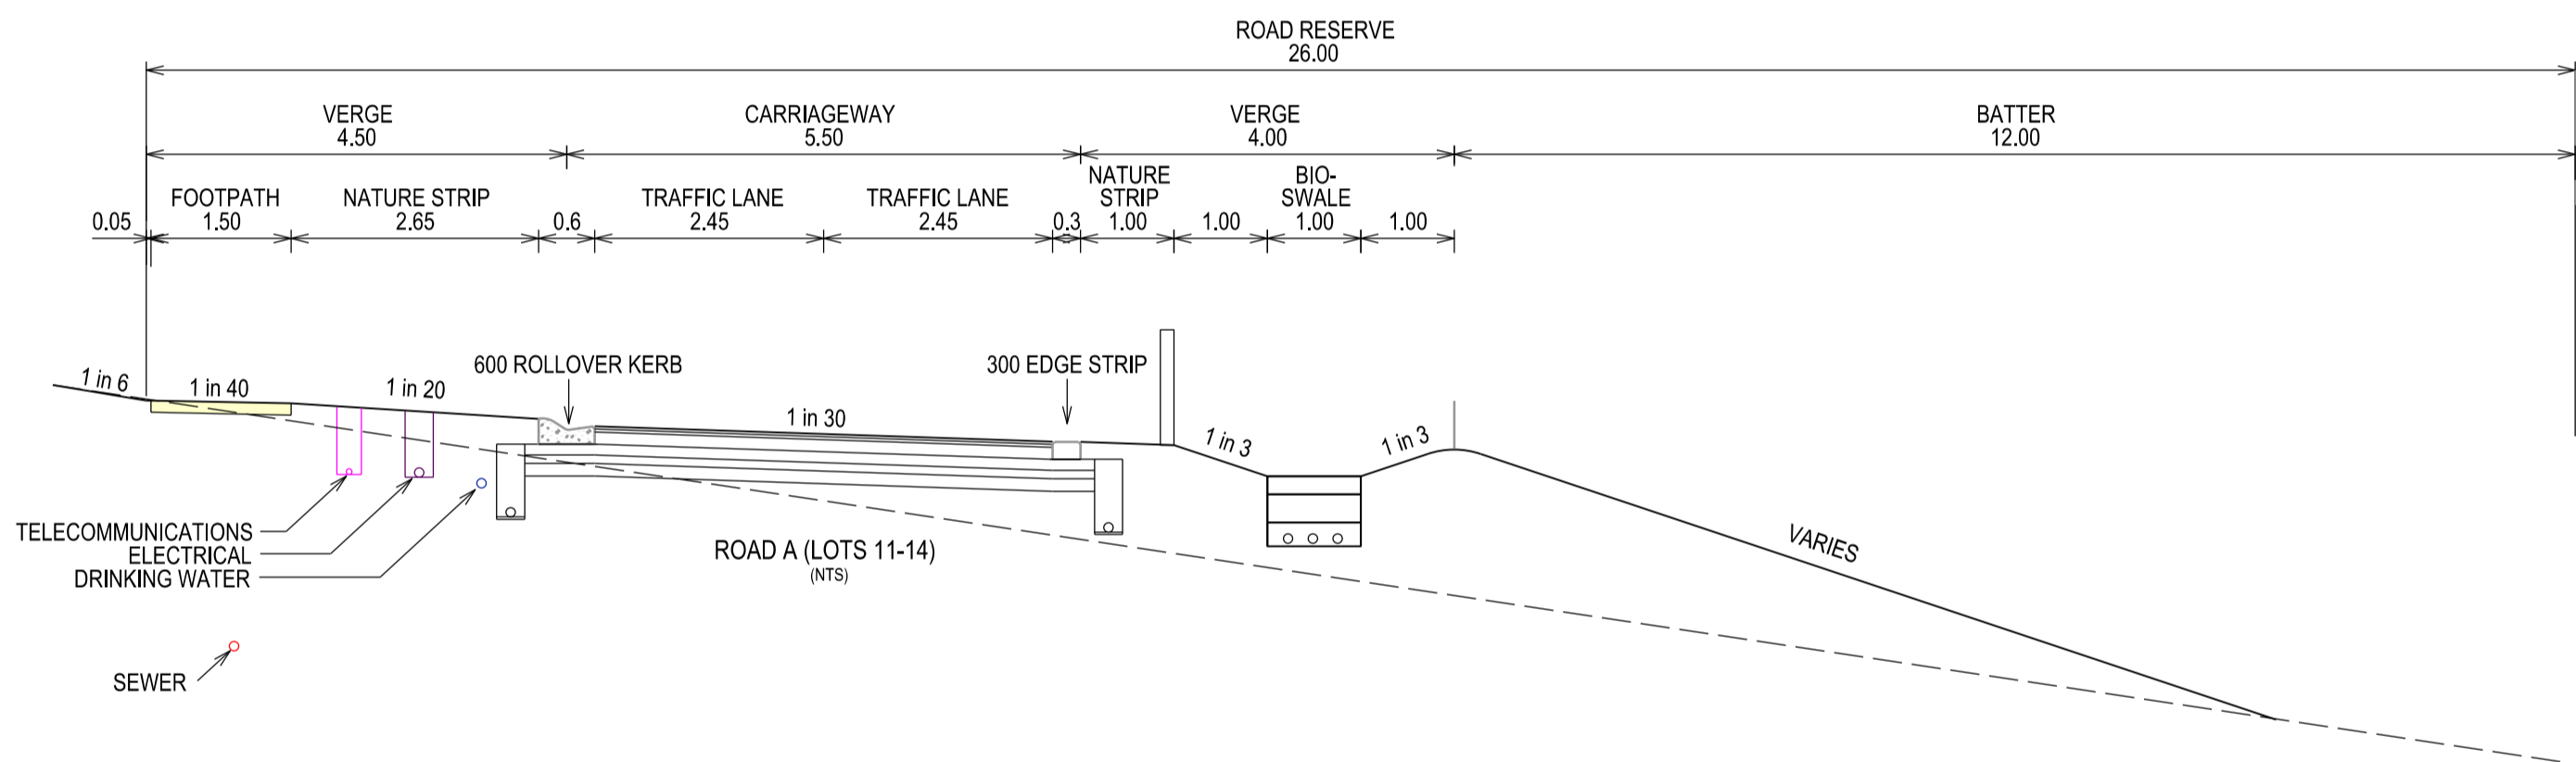 ROAD RESERVE
26.00
VERGE
4.50
CARRIAGEWAY
5.50
VERGE
4.00
BATTER
12.00
0.05
FOOTPATH
1.50
NATURE STRIP
2.65
0.6
TRAFFIC LANE
2.45
TRAFFIC LANE
2.45
0.3
NATURE
STRIP
1.00
1.00
BIO-
SWALE
1.00
1.00
1 in 6
1 in 40
1 in 20
600 ROLLOVER KERB
1 in 30
300 EDGE STRIP
1 in 3
1 in 3
VARIES
TELECOMMUNICATIONS
ELECTRICAL
DRINKING WATER
SEWER
ROAD A (LOTS 11-14)
(NTS)